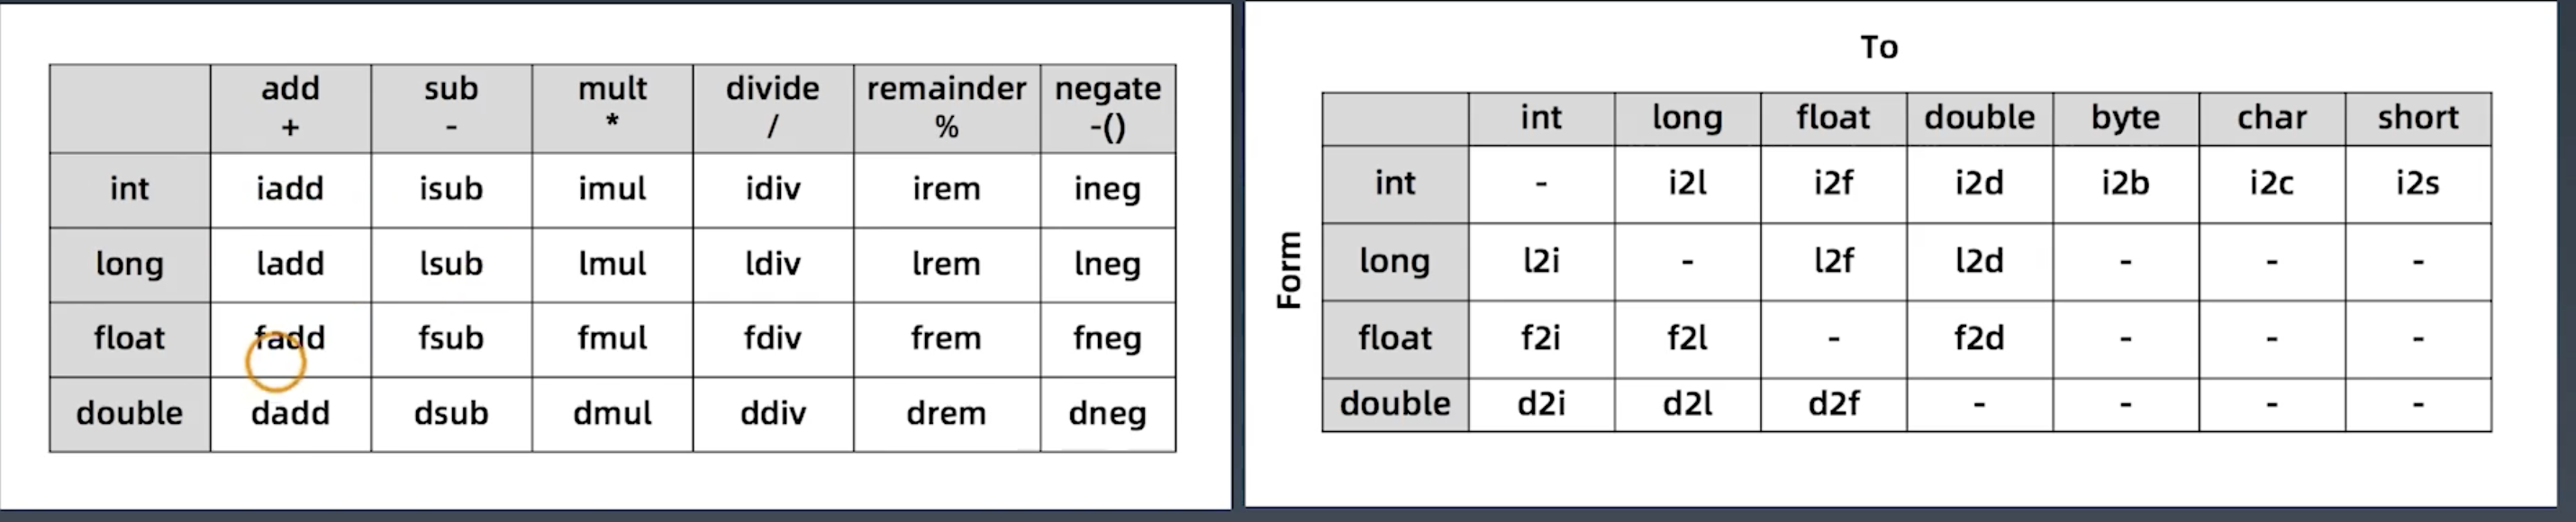 add sub mult divide remainder negate
+ - * / % -()
int iadd isub imul idiv irem ineg
long ladd lsub lmul ldiv lrem lneg
float fadd fsub fmul fdiv frem fneg
double dadd dsub dmul ddiv drem dneg
To
int long float double byte char short
Form
int - i2l i2f i2d i2b i2c i2s
long l2i - l2f l2d - - -
float f2i f2l - f2d - - -
double d2i d2l d2f - - - -